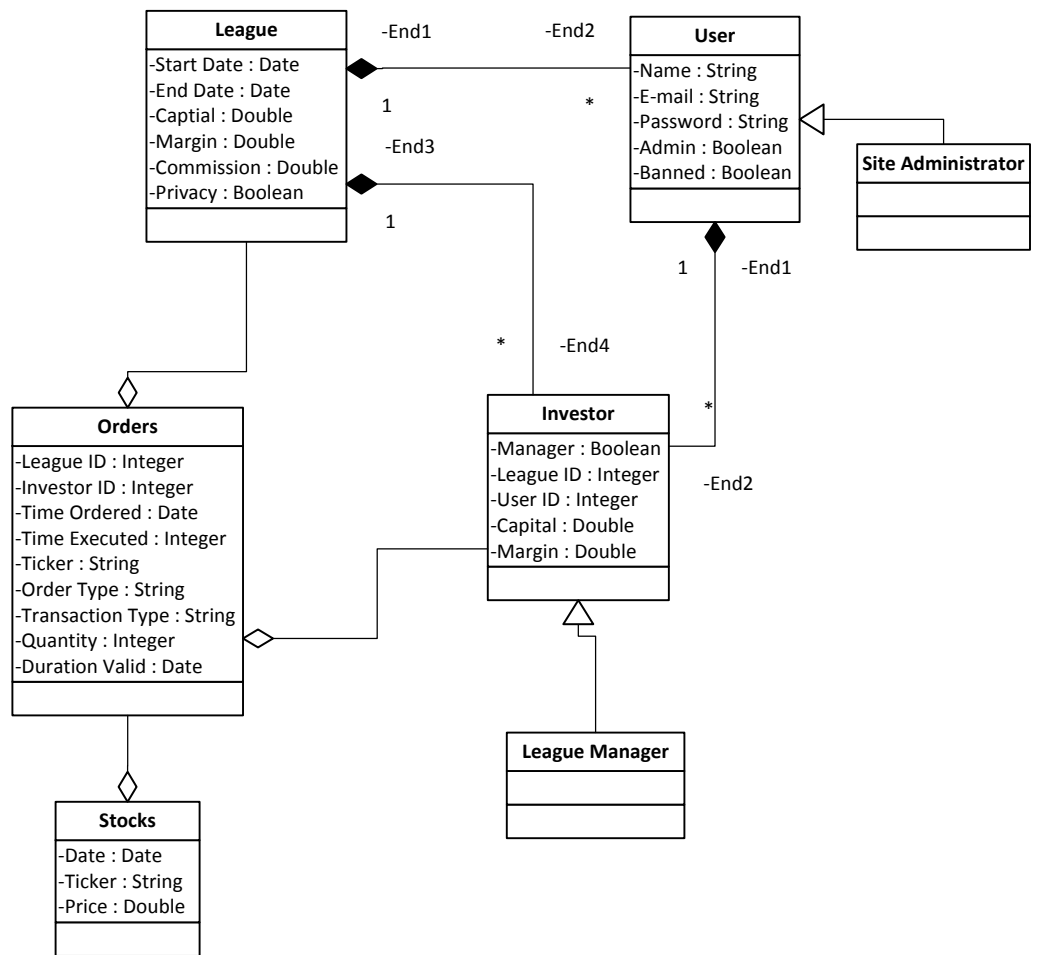 League
-Start Date : Date
-End Date : Date
-Captial : Double
-Margin : Double
-Commission : Double
-Privacy : Boolean
-End1
-End2
1
*
-End3
1
User
-Name : String
-E-mail : String
-Password : String
-Admin : Boolean
-Banned : Boolean
Site Administrator
1
-End1
*
-End4
*
-End2
Orders
-League ID : Integer
-Investor ID : Integer
-Time Ordered : Date
-Time Executed : Integer
-Ticker : String
-Order Type : String
-Transaction Type : String
-Quantity : Integer
-Duration Valid : Date
Investor
-Manager : Boolean
-League ID : Integer
-User ID : Integer
-Capital : Double
-Margin : Double
League Manager
Stocks
-Date : Date
-Ticker : String
-Price : Double